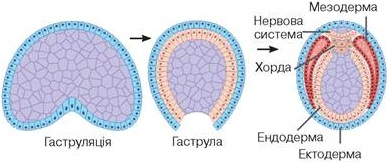 Гаструляція
Гаструла
Нервова
система
Мезодерма
Хорда
Ендодерма
Ектодерма